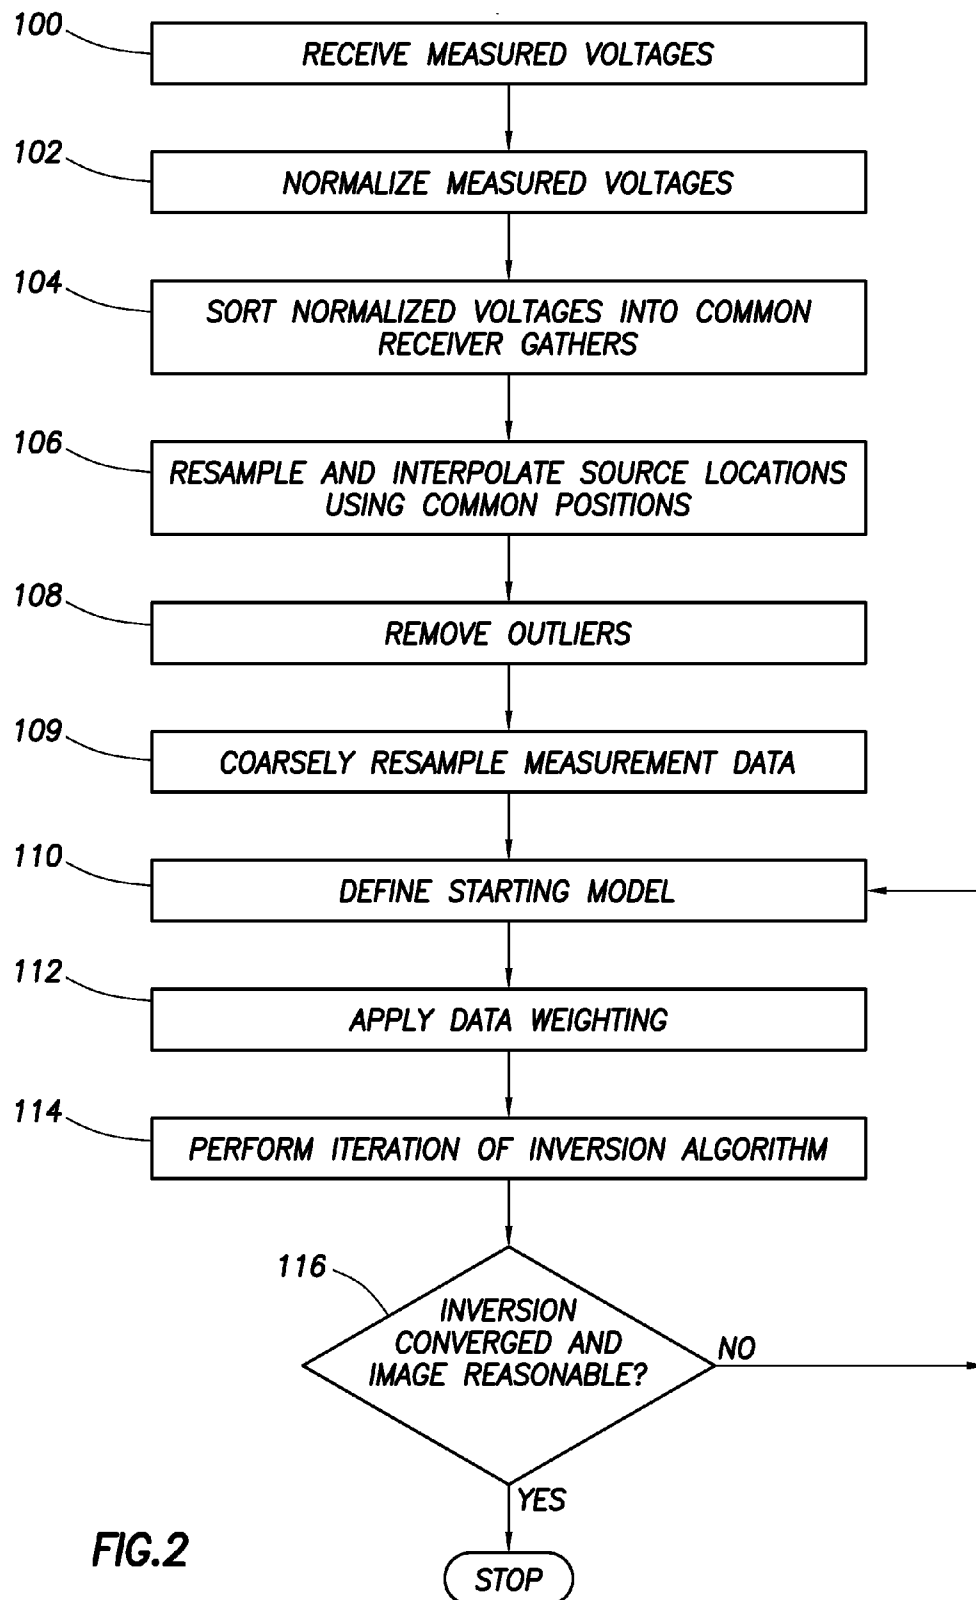 100
RECEIVE MEASURED VOLTAGES
102
NORMALIZE MEASURED VOLTAGES
104
SORT NORMALIZED VOLTAGES INTO COMMON
RECEIVER GATHERS
106
RESAMPLE AND INTERPOLATE SOURCE LOCATIONS
USING COMMON POSITIONS
108
REMOVE OUTLIERS
109
COARSELY RESAMPLE MEASUREMENT DATA
110
DEFINE STARTING MODEL
112
APPLY DATA WEIGHTING
114
PERFORM ITERATION OF INVERSION ALGORITHM
116
INVERSION
CONVERGED AND
IMAGE REASONABLE?
NO
YES
FIG.2
STOP